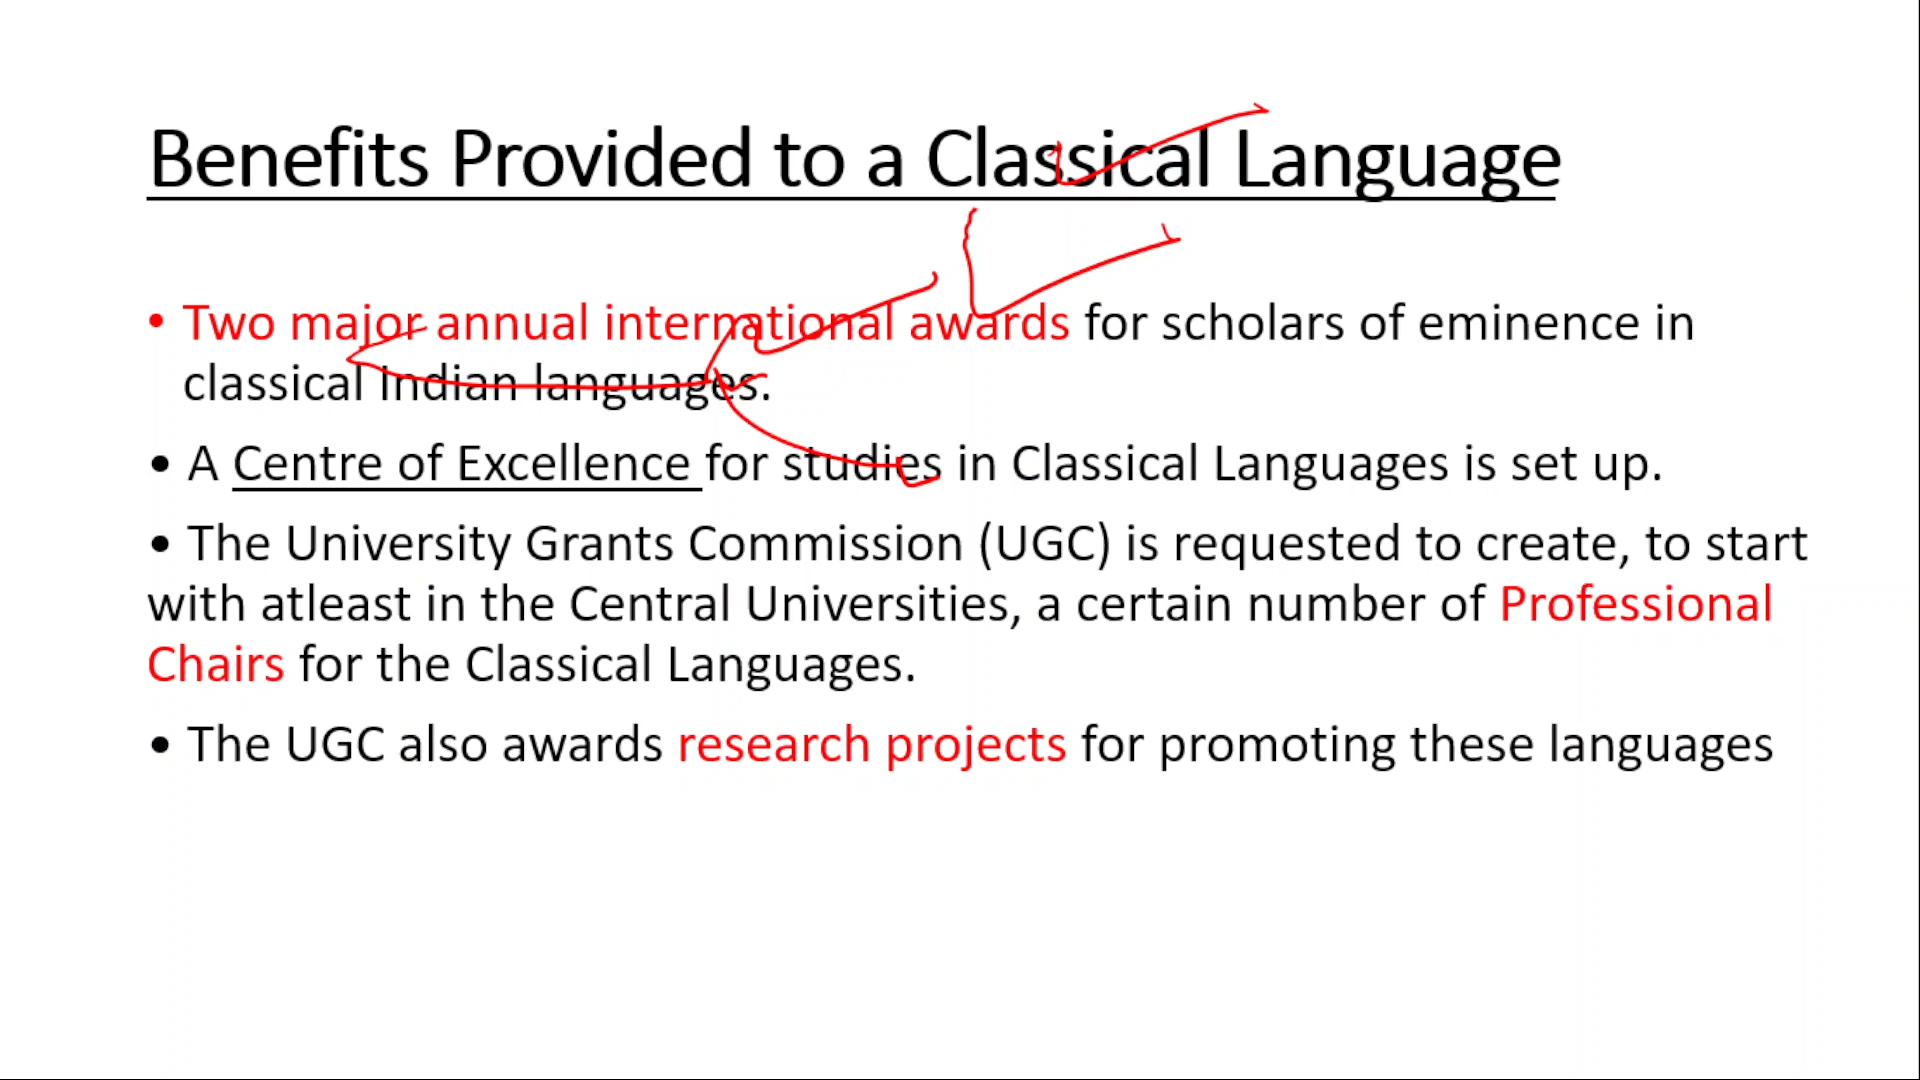 Benefits Provided to a Classical Language
• Two major annual international awards for scholars of eminence in
classical Indian languages.
• A Centre of Excellence for studies in Classical Languages is set up.
• The University Grants Commission (UGC) is requested to create, to start
with atleast in the Central Universities, a certain number of Professional
Chairs for the Classical Languages.
• The UGC also awards research projects for promoting these languages